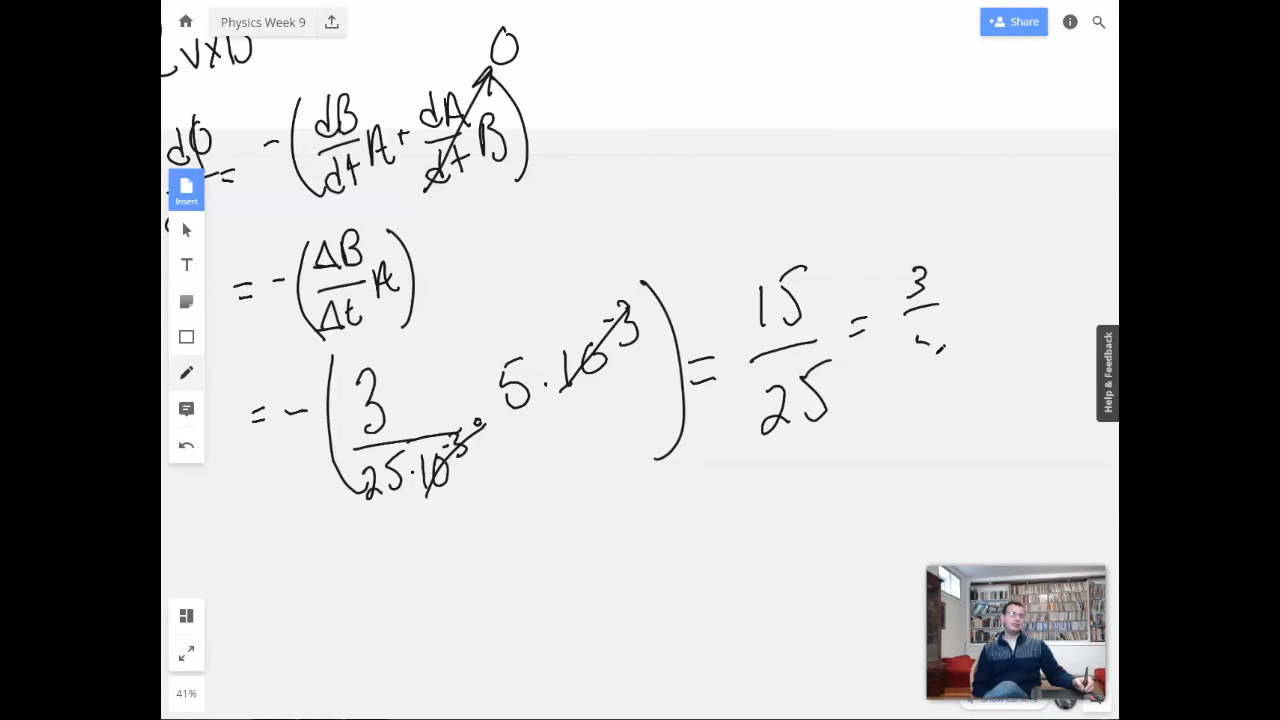 Physics Week 9
Share
v×D
0
dΦ = -(dB/dt A + dA/dt B)
Insert
= -(ΔB/Δt A)
= -(3/25·10^-3 · 5·10^-3) = 15/25 = 3/
Help & Feedback
41%